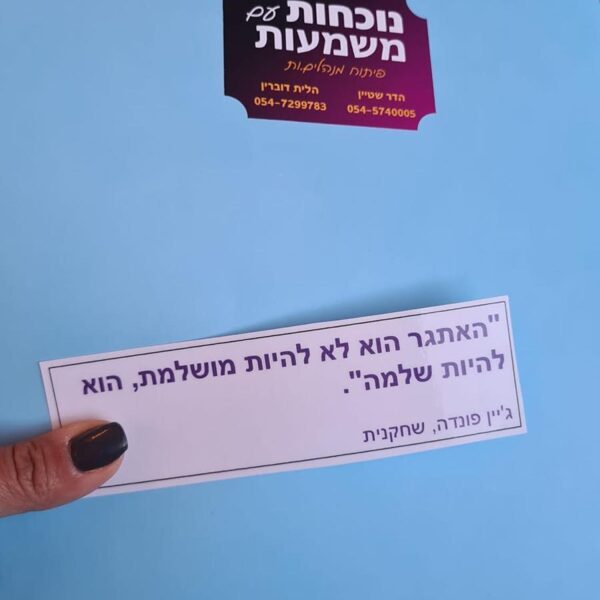 נוכחות עם
משמעות
פיתוח מנהלים.ות
הדר שטיין
054-5740005
הלית דוברין
054-7299783
"האתגר הוא לא להיות מושלמת, הוא
להיות שלמה".
ג'יין פונדה, שחקנית